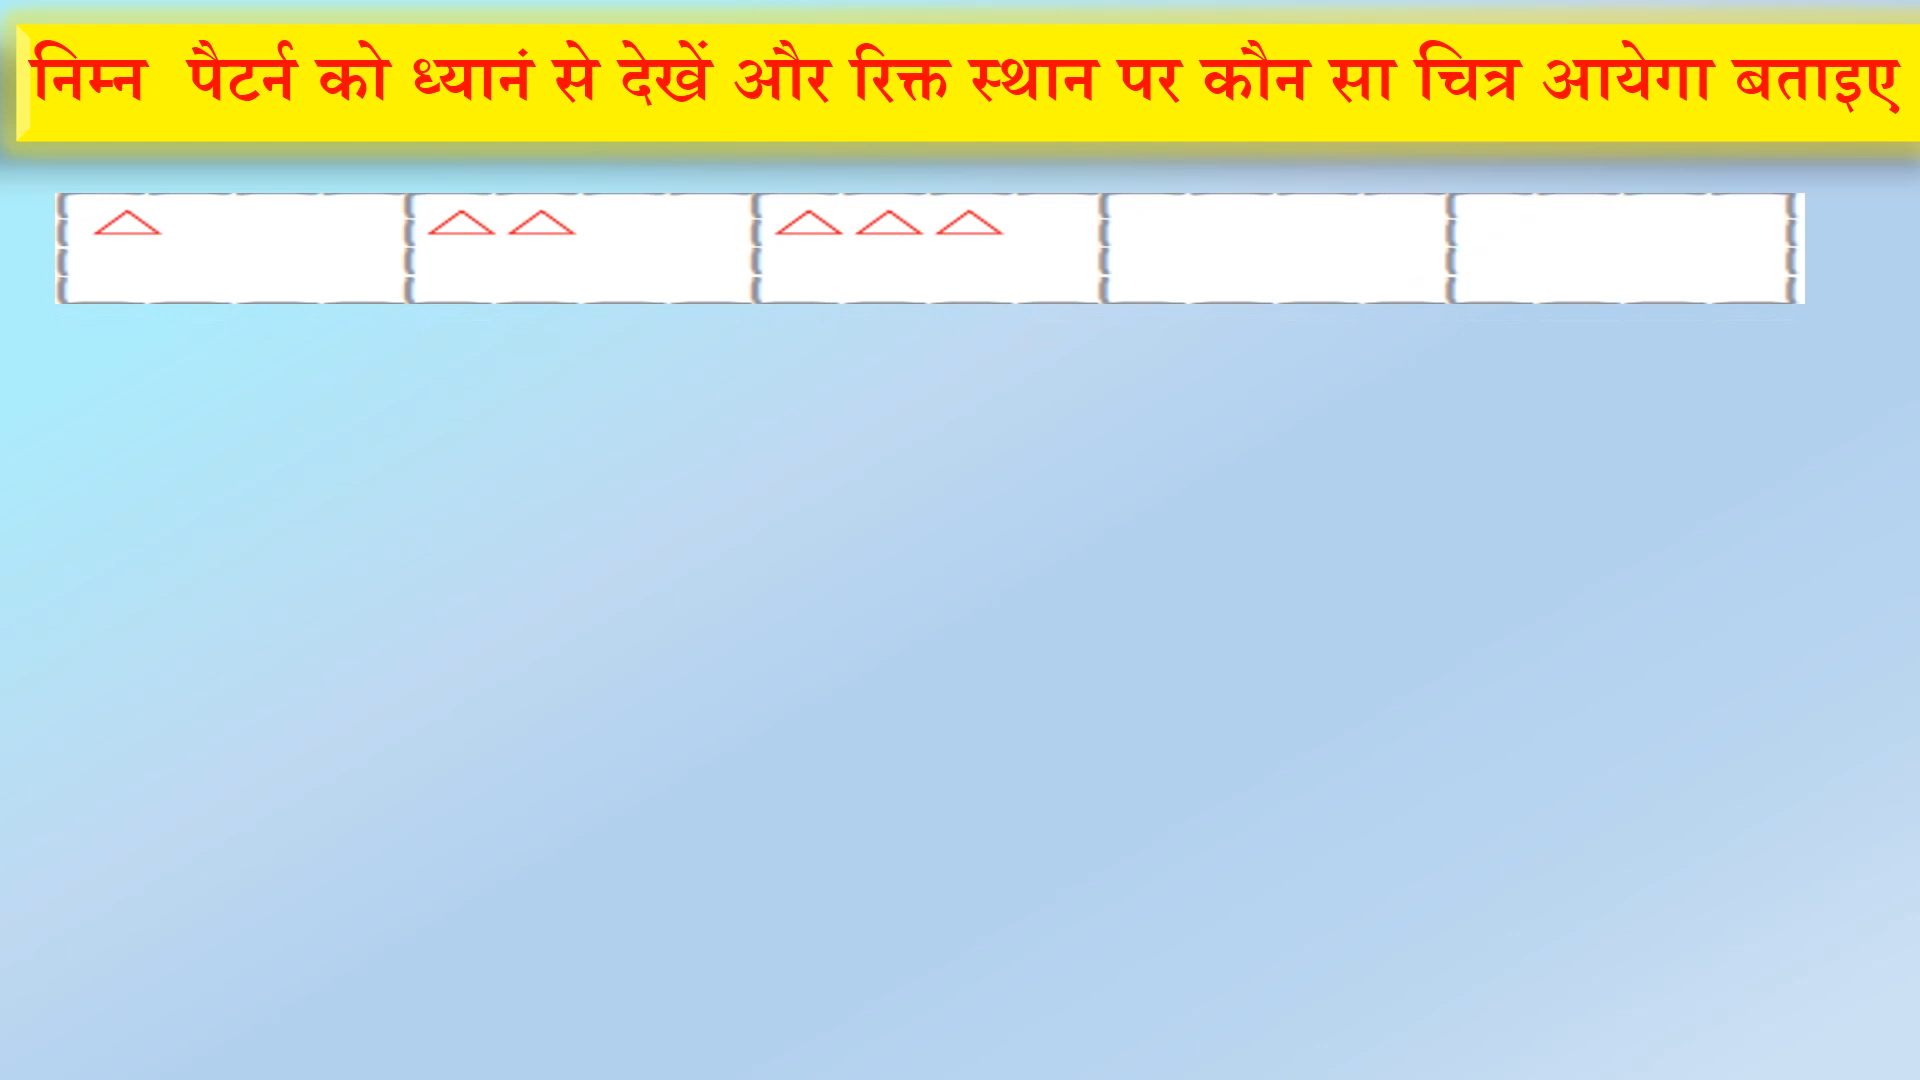 निम्न पैटर्न को ध्यानं से देखें और रिक्त स्थान पर कौन सा चित्र आयेगा बताइए